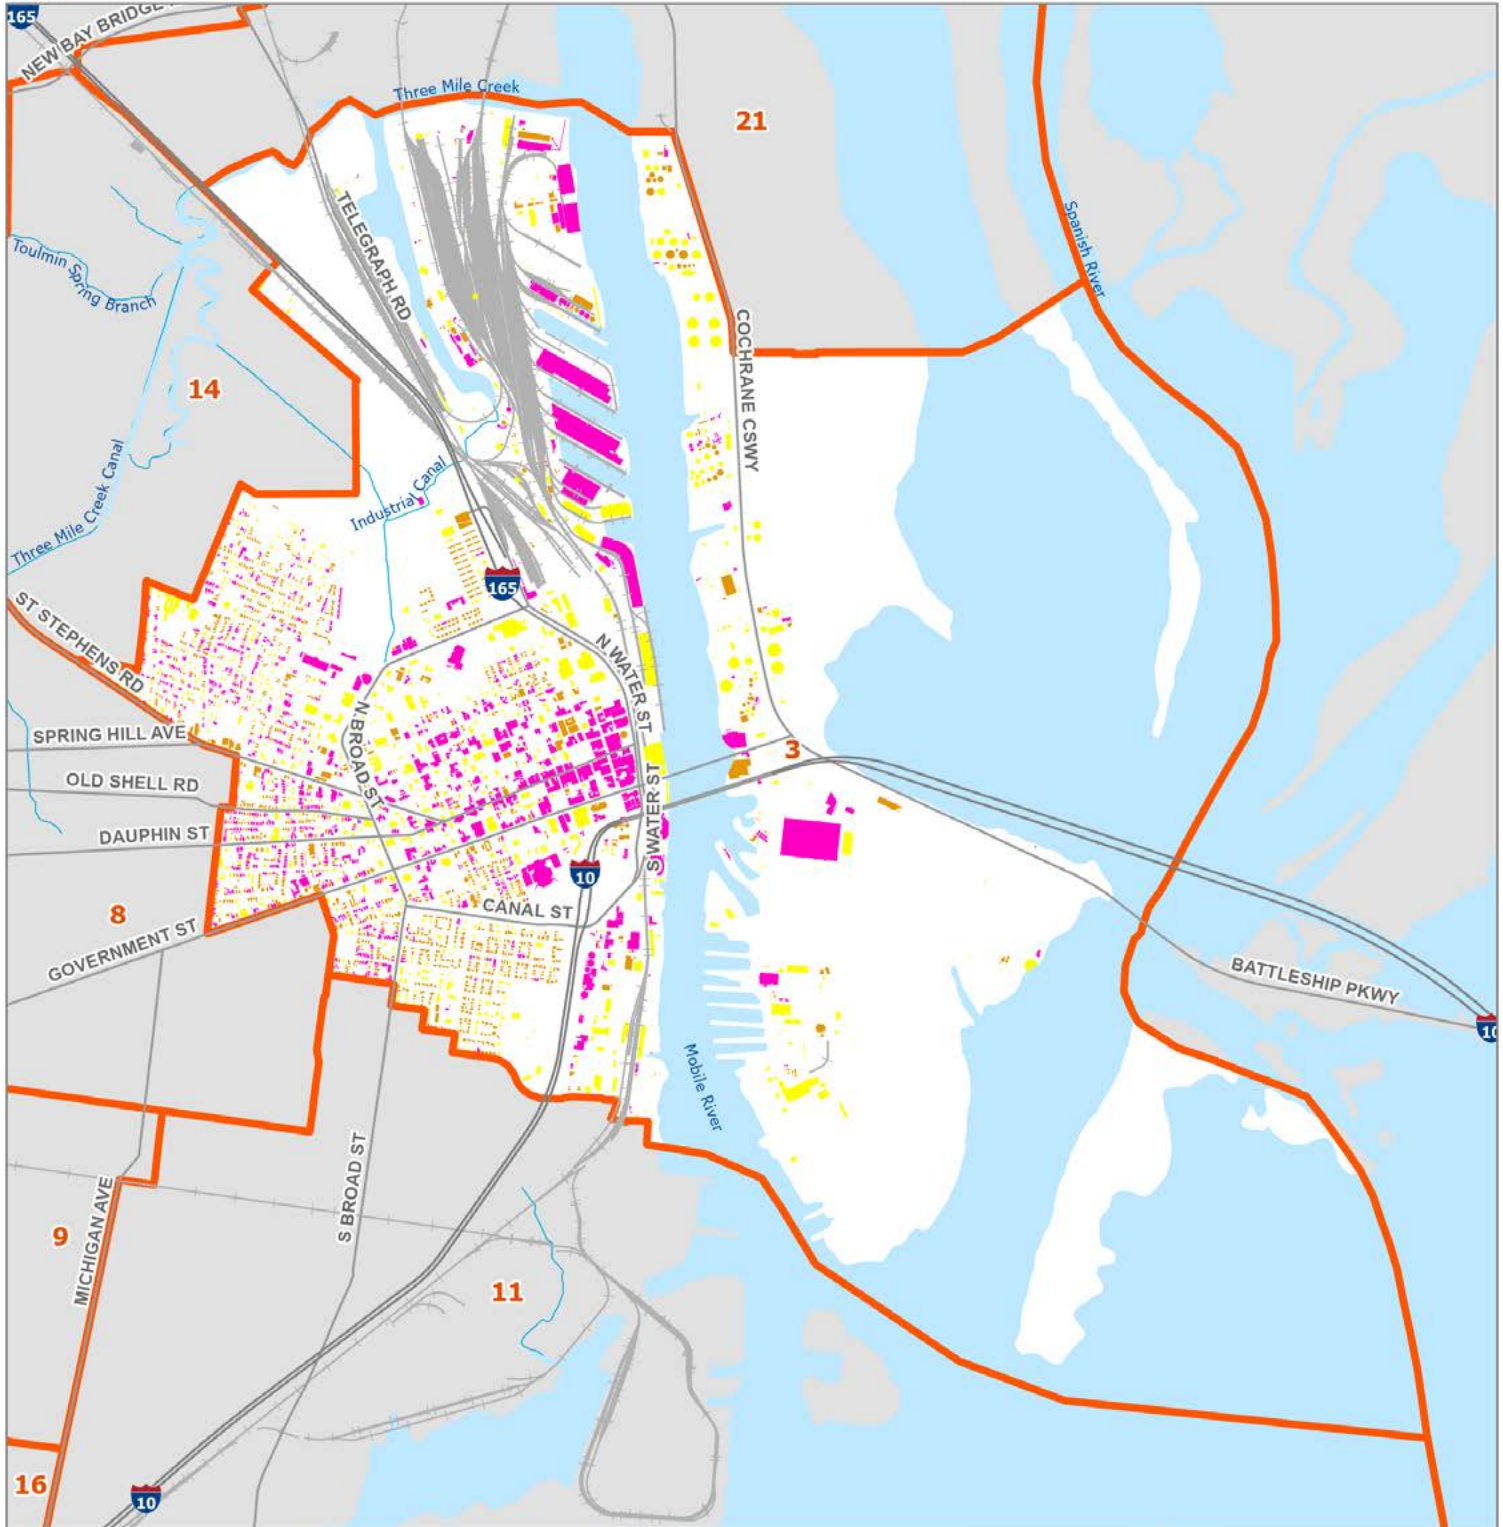 165
NEW BAY BRIDGE
Three Mile Creek
21
Spanish River
TELEGRAPH RD
Toulmin Spring Branch
COCHRANE CSWY
14
Three Mile Creek Canal
Industrial Canal
165
ST STEPHENS RD
N WATER ST
SPRING HILL AVE
N BROAD ST
3
OLD SHELL RD
S WATER ST
DAUPHIN ST
10
8
CANAL ST
GOVERNMENT ST
BATTLESHIP PKWY
10
Mobile River
S BROAD ST
9
MICHIGAN AVE
11
16
10